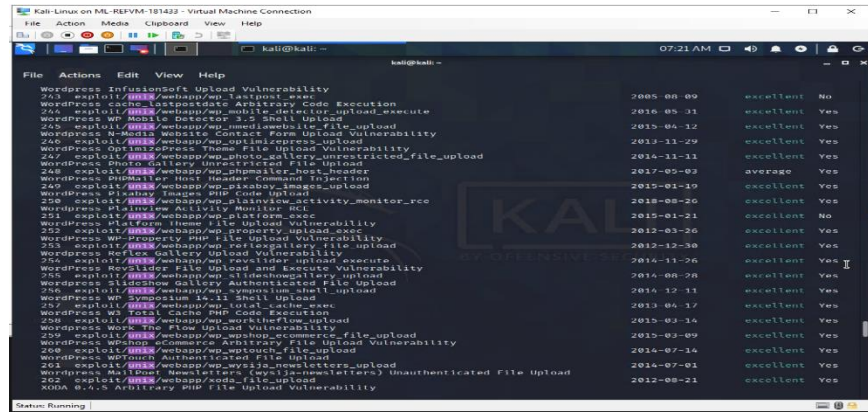 Kali-Linux on ML-REFVM-181433 - Virtual Machine Connection
File Action Media Clipboard View Help
kali@kali: ~ 07:21 AM
kali@kali: ~
File Actions Edit View Help
Wordpress InfusionSoft Upload Vulnerability
243 exploit/unix/webapp/wp_lastpost_exec 2005-08-09 excellent No
WordPress cache_lastpostdate Arbitrary Code Execution
244 exploit/unix/webapp/wp_mobile_detector_upload_execute 2016-05-31 excellent Yes
WordPress WP Mobile Detector 3.5 Shell Upload
245 exploit/unix/webapp/wp_nmediawebsite_file_upload 2015-04-12 excellent Yes
Wordpress N-Media Website Contact Form Upload Vulnerability
246 exploit/unix/webapp/wp_optimizepress_upload 2013-11-29 excellent Yes
WordPress OptimizePress Theme File Upload Vulnerability
247 exploit/unix/webapp/wp_photo_gallery_unrestricted_file_upload 2014-11-11 excellent Yes
WordPress Photo Gallery Unrestricted File Upload
248 exploit/unix/webapp/wp_phpmailer_host_header 2017-05-03 average Yes
WordPress PHPMailer Host Header Command Injection
249 exploit/unix/webapp/wp_pixabay_images_upload 2015-01-19 excellent Yes
WordPress Pixabay Images PHP Code Upload
250 exploit/unix/webapp/wp_plainview_activity_monitor_rce 2018-08-26 excellent Yes
Wordpress Plainview Activity Monitor RCE
251 exploit/unix/webapp/wp_platform_exec 2015-01-21 excellent No
WordPress Platform Theme File Upload Vulnerability
252 exploit/unix/webapp/wp_property_upload_exec 2012-03-26 excellent Yes
WordPress WP-Property PHP File Upload Vulnerability
253 exploit/unix/webapp/wp_reflexgallery_file_upload 2012-12-30 excellent Yes
Wordpress Reflex Gallery Upload Vulnerability
254 exploit/unix/webapp/wp_revslider_upload_execute 2014-11-26 excellent Yes
WordPress RevSlider File Upload and Execute Vulnerability
255 exploit/unix/webapp/wp_slideshowgallery_upload 2014-08-28 excellent Yes
Wordpress SlideShow Gallery Authenticated File Upload
256 exploit/unix/webapp/wp_symposium_shell_upload 2014-12-11 excellent Yes
WordPress WP Symposium 14.11 Shell Upload
257 exploit/unix/webapp/wp_total_cache_exec 2013-04-17 excellent Yes
WordPress W3 Total Cache PHP Code Execution
258 exploit/unix/webapp/wp_worktheflow_upload 2015-03-14 excellent Yes
Wordpress Work The Flow Upload Vulnerability
259 exploit/unix/webapp/wp_wpshop_ecommerce_file_upload 2015-03-09 excellent Yes
WordPress WPshop eCommerce Arbitrary File Upload Vulnerability
260 exploit/unix/webapp/wp_wptouch_file_upload 2014-07-14 excellent Yes
WordPress WPTouch Authenticated File Upload
261 exploit/unix/webapp/wp_wysija_newsletters_upload 2014-07-01 excellent Yes
Wordpress MailPoet Newsletters (wysija-newsletters) Unauthenticated File Upload
262 exploit/unix/webapp/xoda_file_upload 2012-08-21 excellent Yes
XODA 0.4.5 Arbitrary PHP File Upload Vulnerability
KALI
BY OFFENSIVE SECURITY
Status: Running